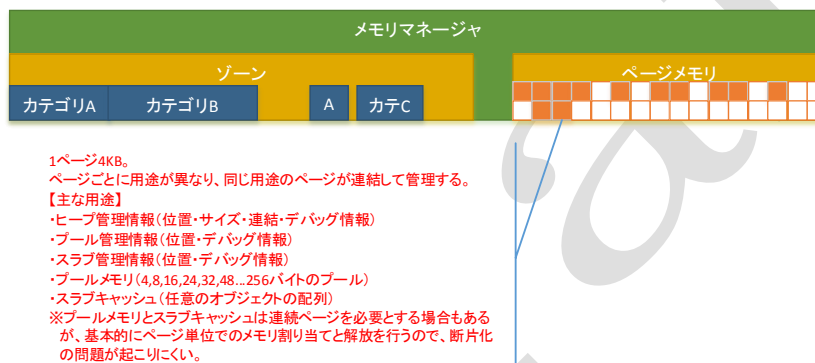 メモリマネージャ
ゾーン
ページメモリ
カテゴリA
カテゴリB
A
カテC
1ページ4KB。
ページごとに用途が異なり、同じ用途のページが連結して管理する。
【主な用途】
・ヒープ管理情報(位置・サイズ・連結・デバッグ情報)
・プール管理情報(位置・デバッグ情報)
・スラブ管理情報(位置・デバッグ情報)
・プールメモリ(4,8,16,24,32,48...256バイトのプール)
・スラブキャッシュ(任意のオブジェクトの配列)
※プールメモリとスラブキャッシュは連続ページを必要とする場合もある
が、基本的にページ単位でのメモリ割り当てと解放を行うので、断片化
の問題が起こりにくい。